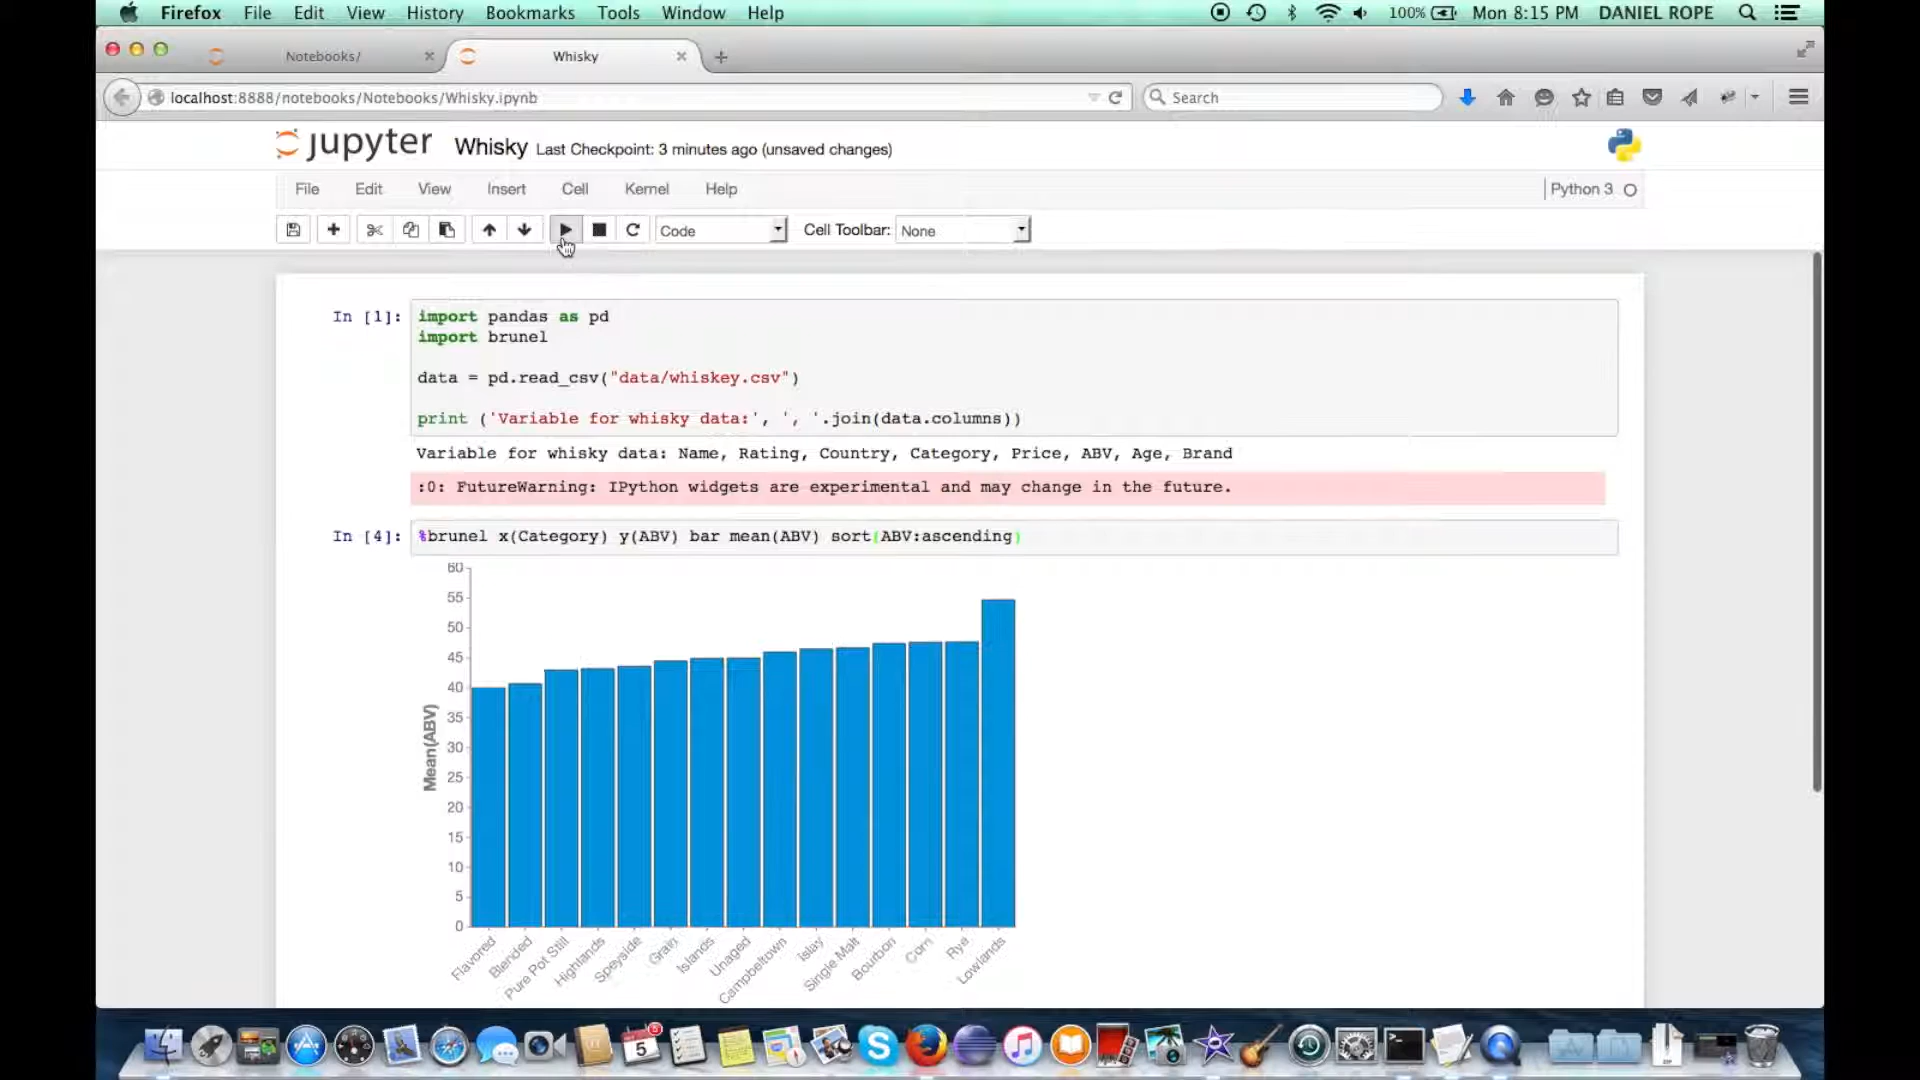 Firefox File Edit View History Bookmarks Tools Window Help 100% Mon 8:15 PM DANIEL ROPE
Notebooks/ Whisky
localhost:8888/notebooks/Notebooks/Whisky.ipynb Search
jupyter Whisky Last Checkpoint: 3 minutes ago (unsaved changes)
File Edit View Insert Cell Kernel Help Python 3
Code Cell Toolbar: None
In [1]: import pandas as pd
import brunel
data = pd.read_csv("data/whiskey.csv")
print ('Variable for whisky data:', ', '.join(data.columns))
Variable for whisky data: Name, Rating, Country, Category, Price, ABV, Age, Brand
:0: FutureWarning: IPython widgets are experimental and may change in the future.
In [4]: %brunel x(Category) y(ABV) bar mean(ABV) sort(ABV:ascending)
60
55
50
45
40
35
30
25
20
15
10
5
0
Mean(ABV)
Flavored Blended Pure Pot Still Highlands Speyside Grain Islands Unaged Campbeltown Islay Single Malt Bourbon Corn Rye Lowlands
5